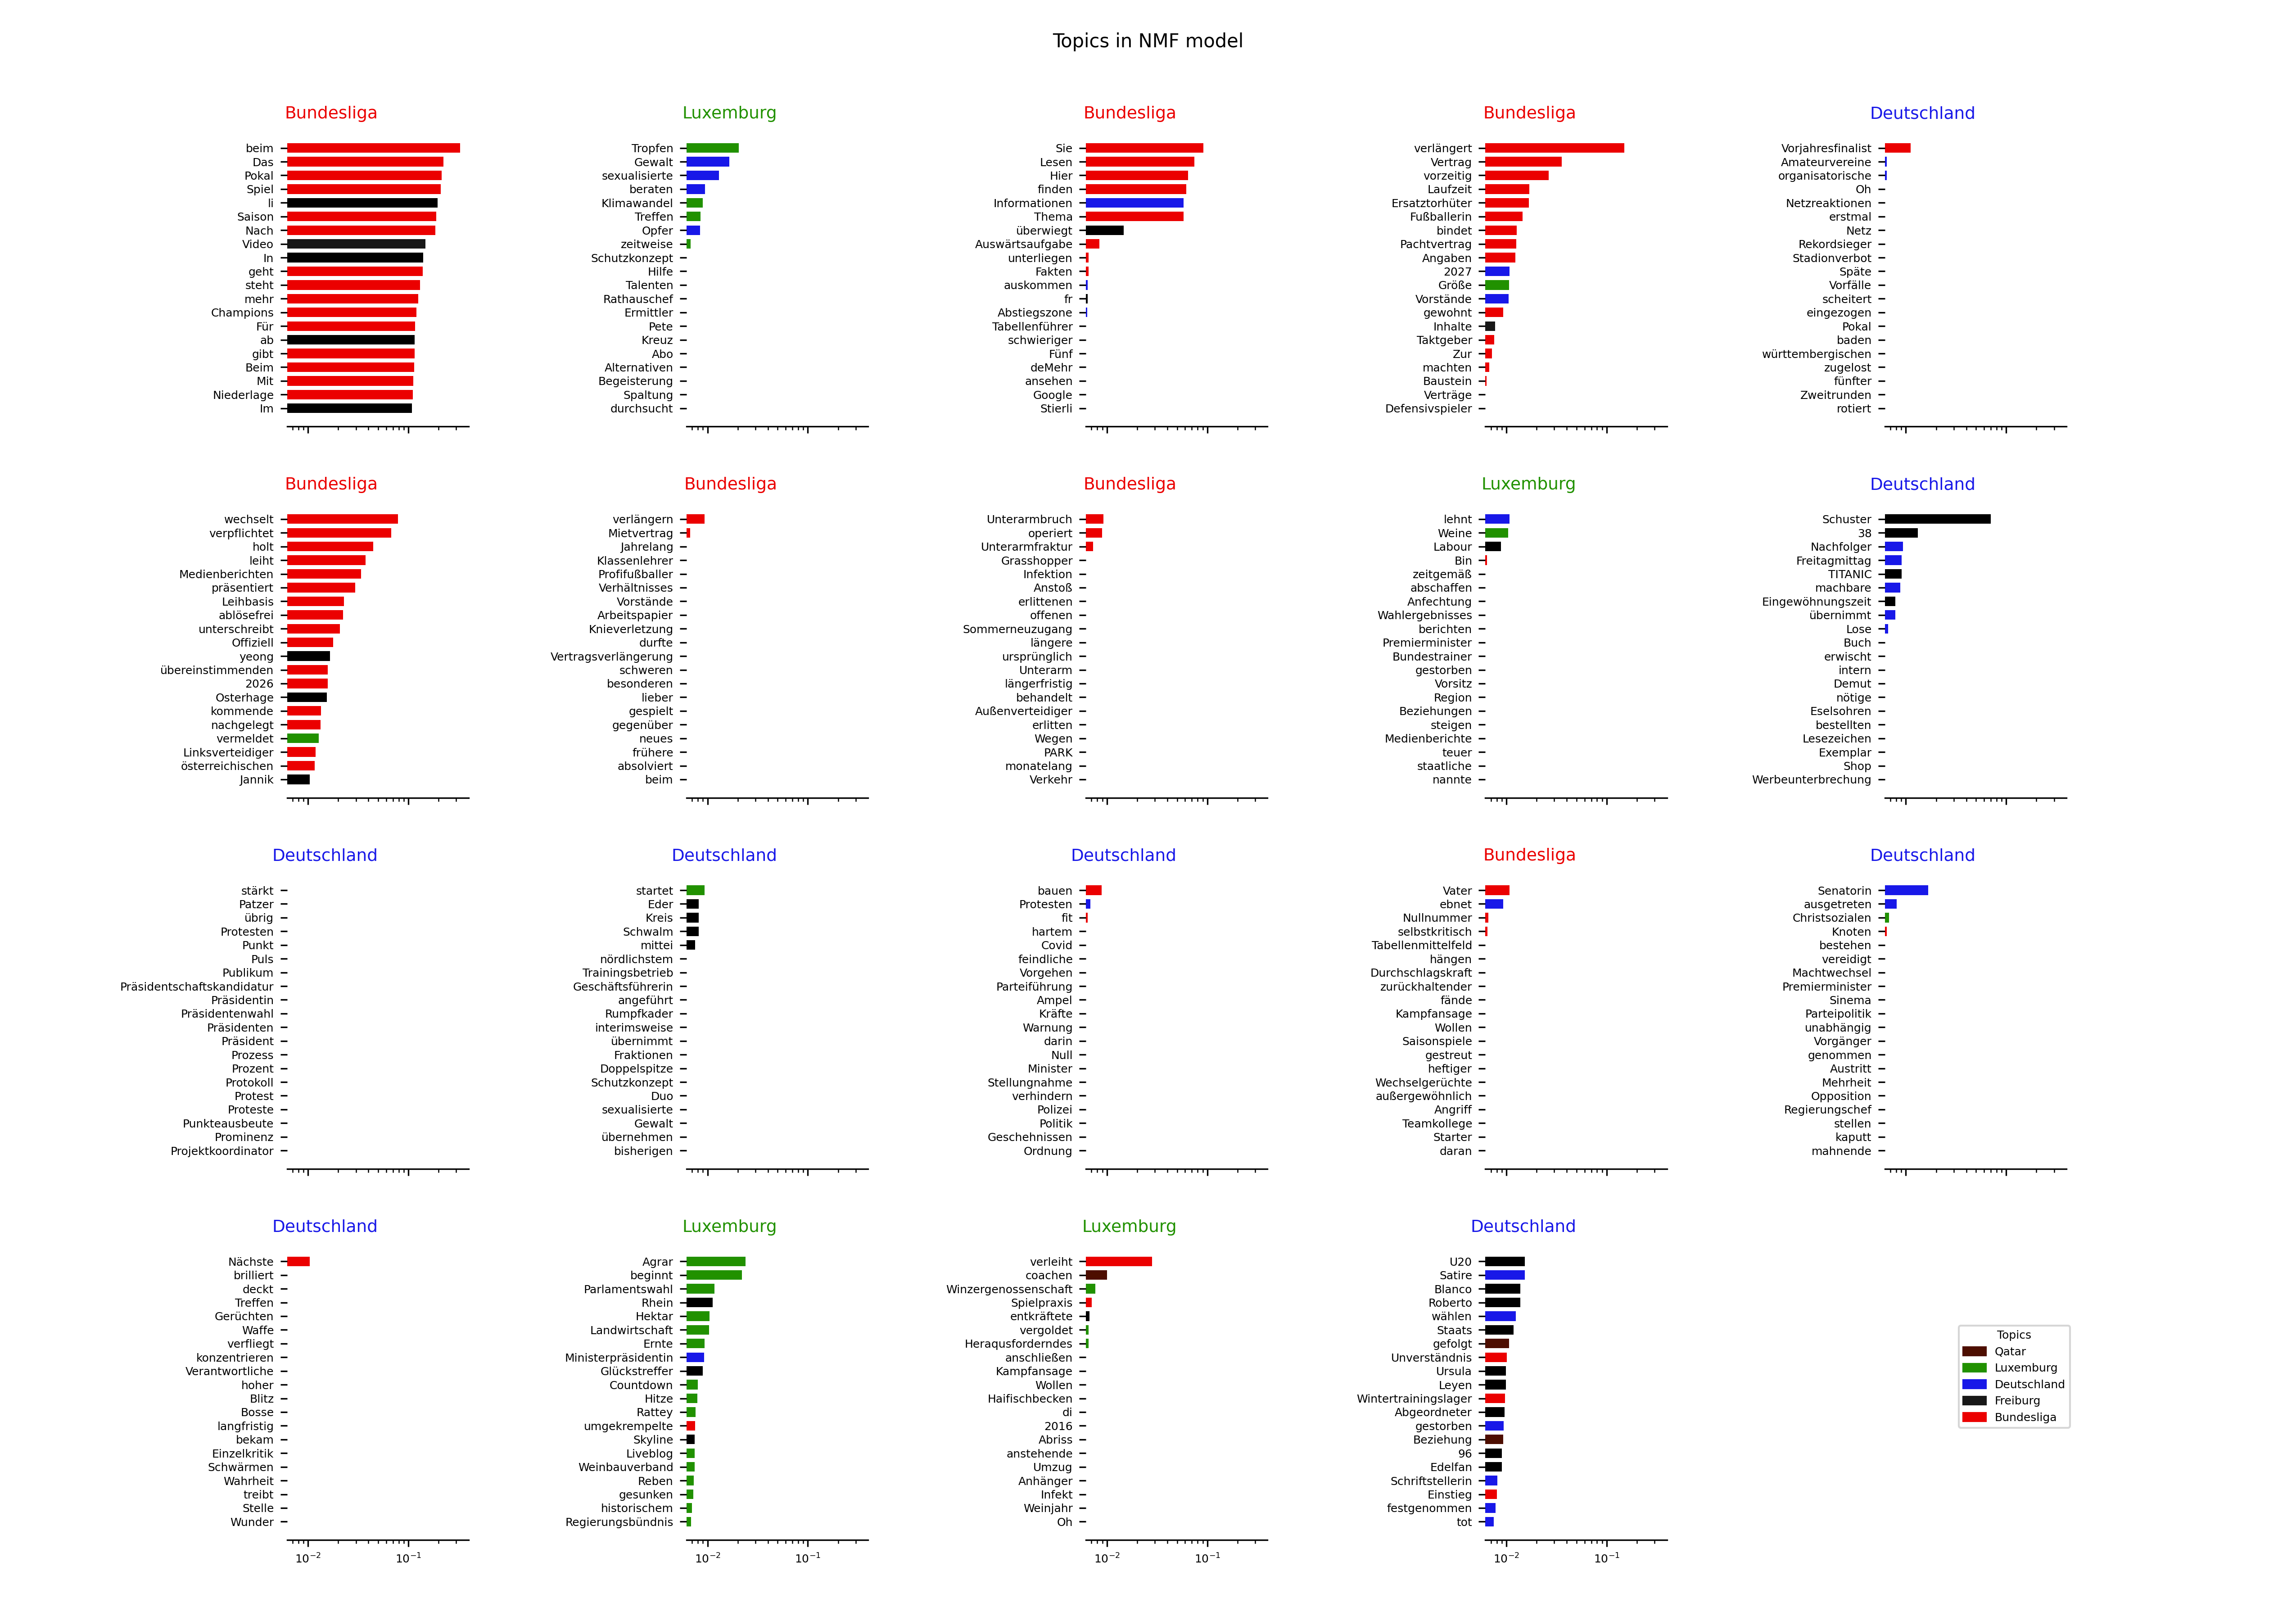 Topics in NMF model
Bundesliga
beim
Das
Pokal
Spiel
li
Saison
Nach
Video
In
geht
steht
mehr
Champions
Für
ab
gibt
Beim
Mit
Niederlage
Im
Luxemburg
Tropfen
Gewalt
sexualisierte
beraten
Klimawandel
Treffen
Opfer
zeitweise
Schutzkonzept
Hilfe
Talenten
Rathauschef
Ermittler
Pete
Kreuz
Abo
Alternativen
Begeisterung
Spaltung
durchsucht
Bundesliga
Sie
Lesen
Hier
finden
Informationen
Thema
überwiegt
Auswärtsaufgabe
unterliegen
Fakten
auskommen
fr
Abstiegszone
Tabellenführer
schwieriger
Fünf
deMehr
ansehen
Google
Stierli
Bundesliga
verlängert
Vertrag
vorzeitig
Laufzeit
Ersatztorhüter
Fußballerin
bindet
Pachtvertrag
Angaben
2027
Größe
Vorstände
gewohnt
Inhalte
Taktgeber
Zur
machten
Baustein
Verträge
Defensivspieler
Deutschland
Vorjahresfinalist
Amateurvereine
organisatorische
Oh
Netzreaktionen
erstmal
Netz
Rekordsieger
Stadionverbot
Späte
Vorfälle
scheitert
eingezogen
Pokal
baden
württembergischen
zugelost
fünfter
Zweitrunden
rotiert
Bundesliga
wechselt
verpflichtet
holt
leiht
Medienberichten
präsentiert
Leihbasis
ablösefrei
unterschreibt
Offiziell
yeong
übereinstimmenden
2026
Osterhage
kommende
nachgelegt
vermeldet
Linksverteidiger
österreichischen
Jannik
Bundesliga
verlängern
Mietvertrag
Jahrelang
Klassenlehrer
Profifußballer
Verhältnisses
Vorstände
Arbeitspapier
Knieverletzung
durfte
Vertragsverlängerung
schweren
besonderen
lieber
gespielt
gegenüber
neues
frühere
absolviert
beim
Bundesliga
Unterarmbruch
operiert
Unterarmfraktur
Grasshopper
Infektion
Anstoß
erlittenen
offenen
Sommerneuzugang
längere
ursprünglich
Unterarm
längerfristig
behandelt
Außenverteidiger
erlitten
Wegen
PARK
monatelang
Verkehr
Luxemburg
lehnt
Weine
Labour
Bin
zeitgemäß
abschaffen
Anfechtung
Wahlergebnisses
berichten
Premierminister
Bundestrainer
gestorben
Vorsitz
Region
Beziehungen
steigen
Medienberichte
teuer
staatliche
nannte
Deutschland
Schuster
38
Nachfolger
Freitagmittag
TITANIC
machbare
Eingewöhnungszeit
übernimmt
Lose
Buch
erwischt
intern
Demut
nötige
Eselsohren
bestellten
Lesezeichen
Exemplar
Shop
Werbeunterbrechung
Deutschland
stärkt
Patzer
übrig
Protesten
Punkt
Puls
Publikum
Präsidentschaftskandidatur
Präsidentin
Präsidentenwahl
Präsidenten
Präsident
Prozess
Prozent
Protokoll
Protest
Proteste
Punkteausbeute
Prominenz
Projektkoordinator
Deutschland
startet
Eder
Kreis
Schwalm
mittei
nördlichstem
Trainingsbetrieb
Geschäftsführerin
angeführt
Rumpfkader
interimsweise
übernimmt
Fraktionen
Doppelspitze
Schutzkonzept
Duo
sexualisierte
Gewalt
übernehmen
bisherigen
Deutschland
bauen
Protesten
fit
hartem
Covid
feindliche
Vorgehen
Parteiführung
Ampel
Kräfte
Warnung
darin
Null
Minister
Stellungnahme
verhindern
Polizei
Politik
Geschehnissen
Ordnung
Bundesliga
Vater
ebnet
Nullnummer
selbstkritisch
Tabellenmittelfeld
hängen
Durchschlagskraft
zurückhaltender
fände
Kampfansage
Wollen
Saisonspiele
gestreut
heftiger
Wechselgerüchte
außergewöhnlich
Angriff
Teamkollege
Starter
daran
Deutschland
Senatorin
ausgetreten
Christsozialen
Knoten
bestehen
vereidigt
Machtwechsel
Premierminister
Sinema
Parteipolitik
unabhängig
Vorgänger
genommen
Austritt
Mehrheit
Opposition
Regierungschef
stellen
kaputt
mahnende
Deutschland
Nächste
brilliert
deckt
Treffen
Gerüchten
Waffe
verfliegt
konzentrieren
Verantwortliche
hoher
Blitz
Bosse
langfristig
bekam
Einzelkritik
Schwärmen
Wahrheit
treibt
Stelle
Wunder
10⁻² 10⁻¹
Luxemburg
Agrar
beginnt
Parlamentswahl
Rhein
Hektar
Landwirtschaft
Ernte
Ministerpräsidentin
Glückstreffer
Countdown
Hitze
Rattey
umgekrempelte
Skyline
Liveblog
Weinbauverband
Reben
gesunken
historischem
Regierungsbündnis
10⁻² 10⁻¹
Luxemburg
verleiht
coachen
Winzergenossenschaft
Spielpraxis
entkräftete
vergoldet
Heraqusforderndes
anschließen
Kampfansage
Wollen
Haifischbecken
di
2016
Abriss
anstehende
Umzug
Anhänger
Infekt
Weinjahr
Oh
10⁻² 10⁻¹
Deutschland
U20
Satire
Blanco
Roberto
wählen
Staats
gefolgt
Unverständnis
Ursula
Leyen
Wintertrainingslager
Abgeordneter
gestorben
Beziehung
96
Edelfan
Schriftstellerin
Einstieg
festgenommen
tot
10⁻² 10⁻¹
Topics
Qatar
Luxemburg
Deutschland
Freiburg
Bundesliga